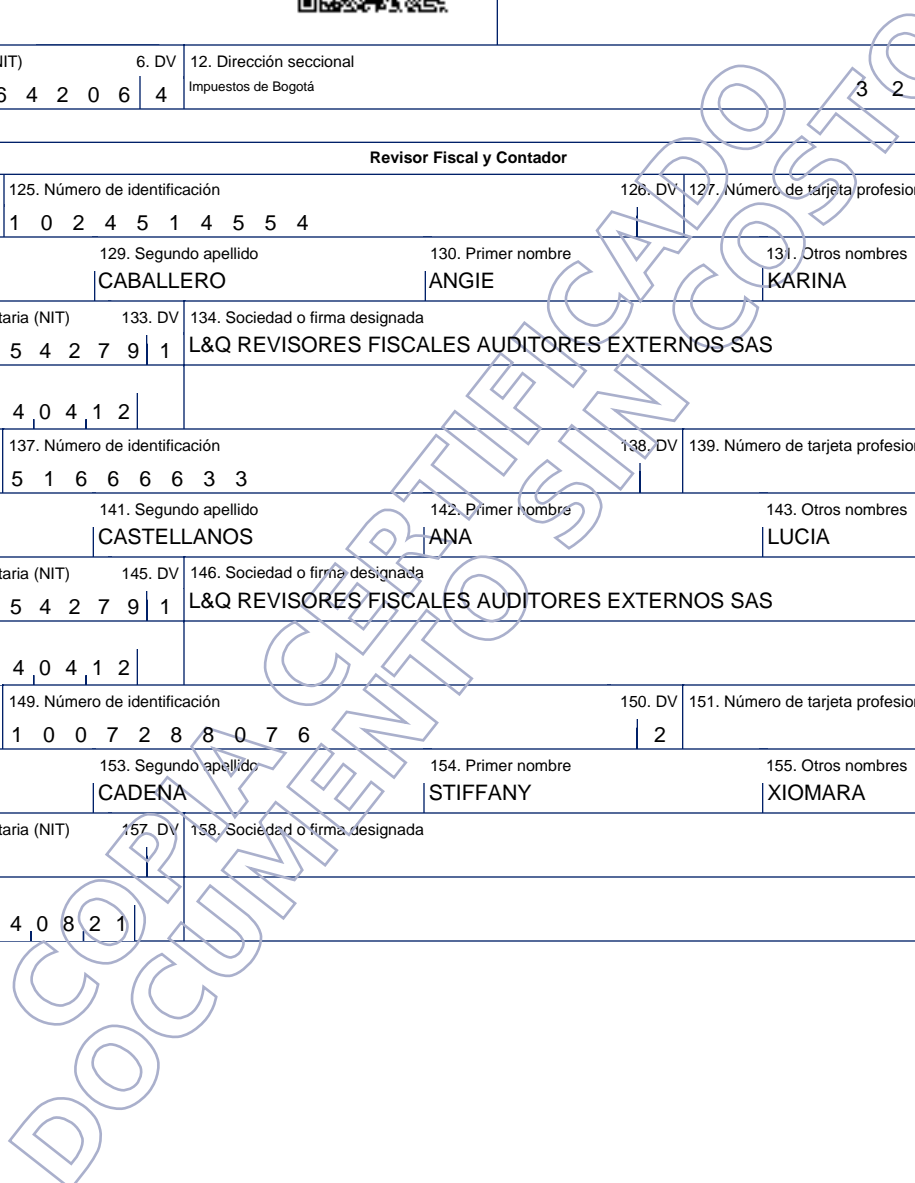 IT) 6. DV 12. Dirección seccional
6 4 2 0 6 4 Impuestos de Bogotá 3 2
Revisor Fiscal y Contador
125. Número de identificación 126. DV 127. Número de tarjeta profesion
1 0 2 4 5 1 4 5 5 4
129. Segundo apellido 130. Primer nombre 131. Otros nombres
CABALLERO ANGIE KARINA
taria (NIT) 133. DV 134. Sociedad o firma designada
5 4 2 7 9 1 L&Q REVISORES FISCALES AUDITORES EXTERNOS SAS
4 0 4 1 2
137. Número de identificación 138. DV 139. Número de tarjeta profesion
5 1 6 6 6 6 3 3
141. Segundo apellido 142. Primer nombre 143. Otros nombres
CASTELLANOS ANA LUCIA
taria (NIT) 145. DV 146. Sociedad o firma designada
5 4 2 7 9 1 L&Q REVISORES FISCALES AUDITORES EXTERNOS SAS
4 0 4 1 2
149. Número de identificación 150. DV 151. Número de tarjeta profesion
1 0 0 7 2 8 8 0 7 6 2
153. Segundo apellido 154. Primer nombre 155. Otros nombres
CADENA STIFFANY XIOMARA
taria (NIT) 157. DV 158. Sociedad o firma designada
4 0 8 2 1
COPIA CERTIFICADO
DOCUMENTO SIN COSTO